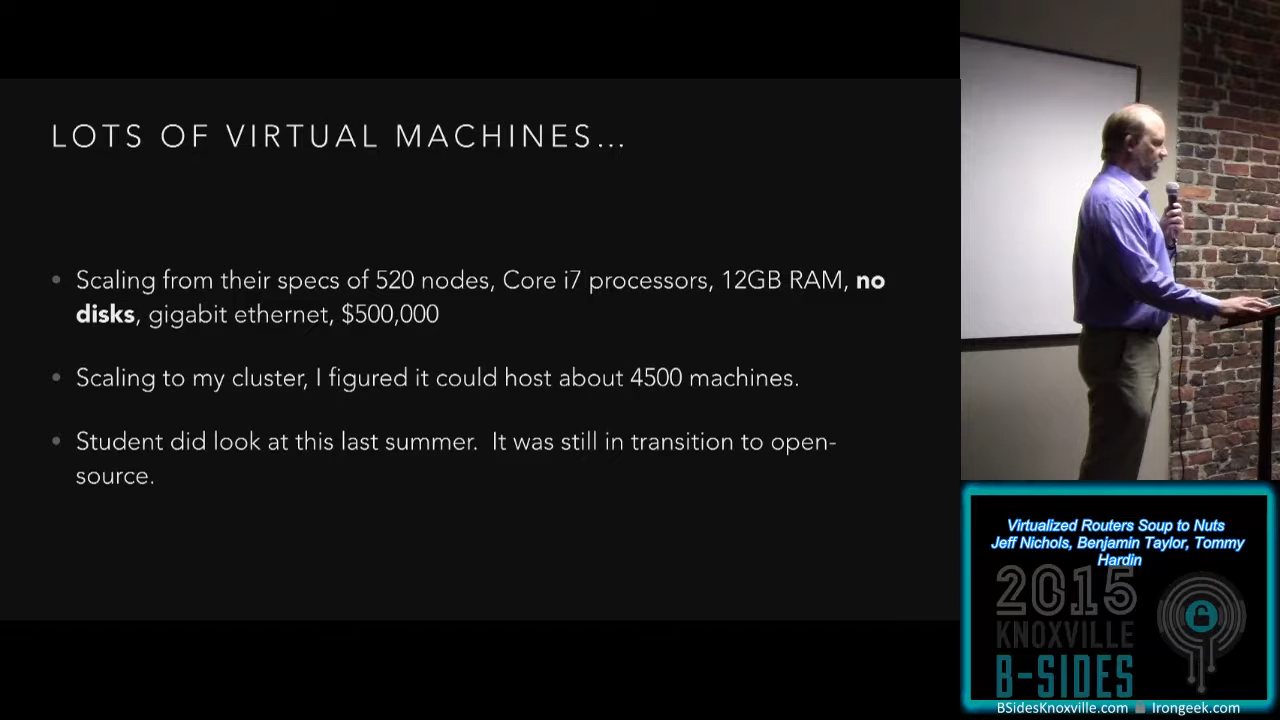 LOTS OF VIRTUAL MACHINES…
• Scaling from their specs of 520 nodes, Core i7 processors, 12GB RAM, no
disks, gigabit ethernet, $500,000
• Scaling to my cluster, I figured it could host about 4500 machines.
• Student did look at this last summer.  It was still in transition to open-
source.
Virtualized Routers Soup to Nuts
Jeff Nichols, Benjamin Taylor, Tommy
Hardin
2015
KNOXVILLE
B-SIDES
BSidesKnoxville.com
Irongeek.com